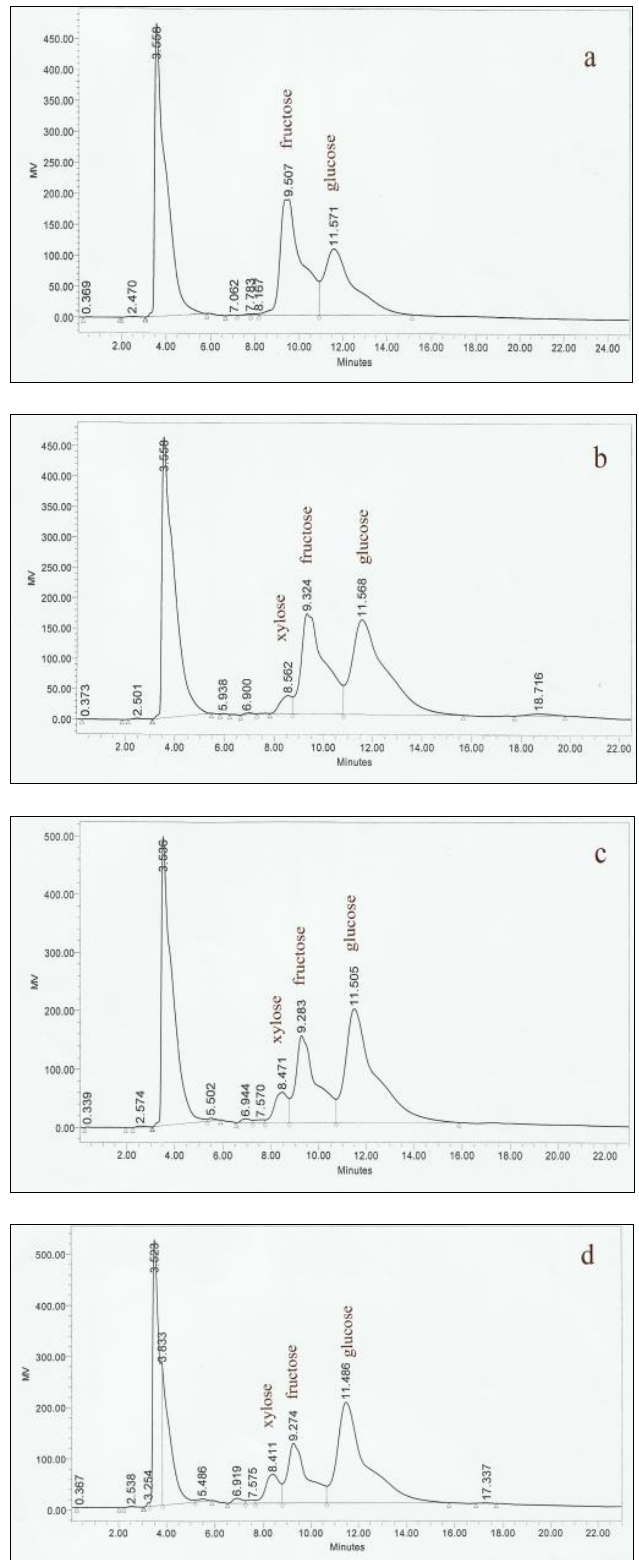 a
450.00
400.00
350.00
300.00
250.00
200.00
150.00
100.00
50.00
0.00
MV
0.369
2.470
3.558
7.062
7.783
8.167
fructose
9.507
glucose
11.571
2.00 4.00 6.00 8.00 10.00 12.00 14.00 16.00 18.00 20.00 22.00 24.00
Minutes
b
450.00
400.00
350.00
300.00
250.00
200.00
150.00
100.00
50.00
0.00
MV
0.373
2.501
3.558
5.938
6.900
xylose
8.562
fructose
9.324
glucose
11.568
18.716
2.00 4.00 6.00 8.00 10.00 12.00 14.00 16.00 18.00 20.00 22.00
Minutes
c
500.00
400.00
300.00
200.00
100.00
0.00
MV
0.339
2.574
3.536
5.502
6.944
7.570
xylose
8.471
fructose
9.283
glucose
11.505
2.00 4.00 6.00 8.00 10.00 12.00 14.00 16.00 18.00 20.00 22.00
Minutes
d
500.00
400.00
300.00
200.00
100.00
0.00
MV
0.367
2.538
3.254
3.523
3.833
5.486
6.919
7.575
xylose
8.411
fructose
9.274
glucose
11.486
17.337
2.00 4.00 6.00 8.00 10.00 12.00 14.00 16.00 18.00 20.00 22.00
Minutes